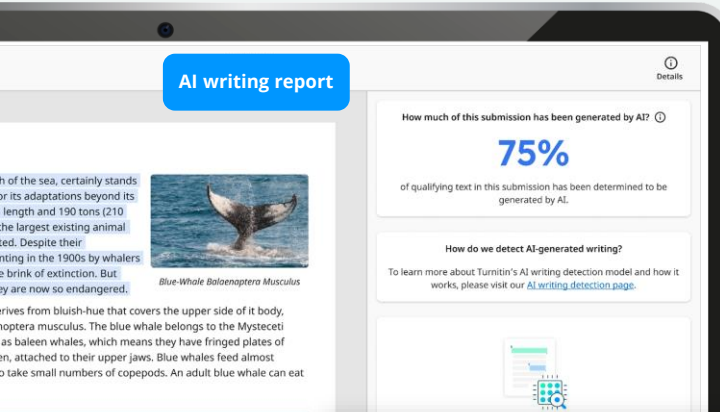 AI writing report
Details
How much of this submission has been generated by AI?
75%
of qualifying text in this submission has been determined to be
generated by AI.
How do we detect AI-generated writing?
To learn more about Turnitin's AI writing detection model and how it
works, please visit our AI writing detection page.
of the sea, certainly stands
or its adaptations beyond its
length and 190 tons (210
the largest existing animal
Despite their
in the 1900s by whalers
brink of extinction. But
are now so endangered.
Blue-Whale Balaenoptera Musculus
from bluish-hue that covers the upper side of it body,
musculus. The blue whale belongs to the Mysteceti
as baleen whales, which means they have fringed plates of
attached to their upper jaws. Blue whales feed almost
take small numbers of copepods. An adult blue whale can eat